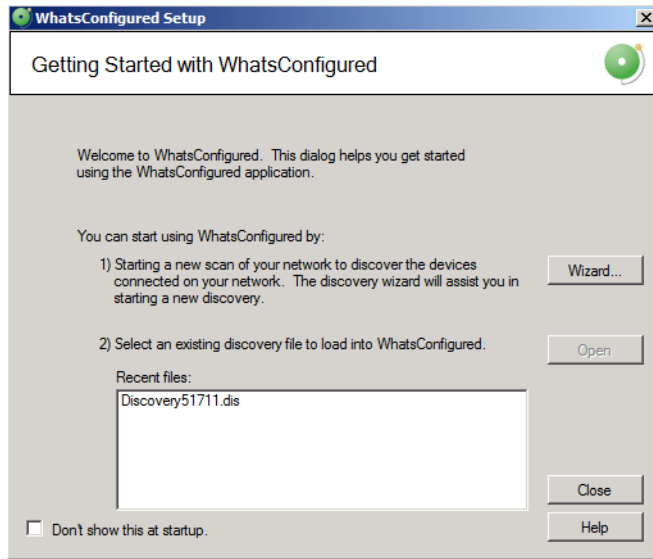 WhatsConfigured Setup
Getting Started with WhatsConfigured
Welcome to WhatsConfigured. This dialog helps you get started
using the WhatsConfigured application.
You can start using WhatsConfigured by:
1) Starting a new scan of your network to discover the devices
connected on your network. The discovery wizard will assist you in
starting a new discovery.
Wizard...
2) Select an existing discovery file to load into WhatsConfigured.
Open
Recent files:
Discovery51711.dis
Close
Don't show this at startup.
Help